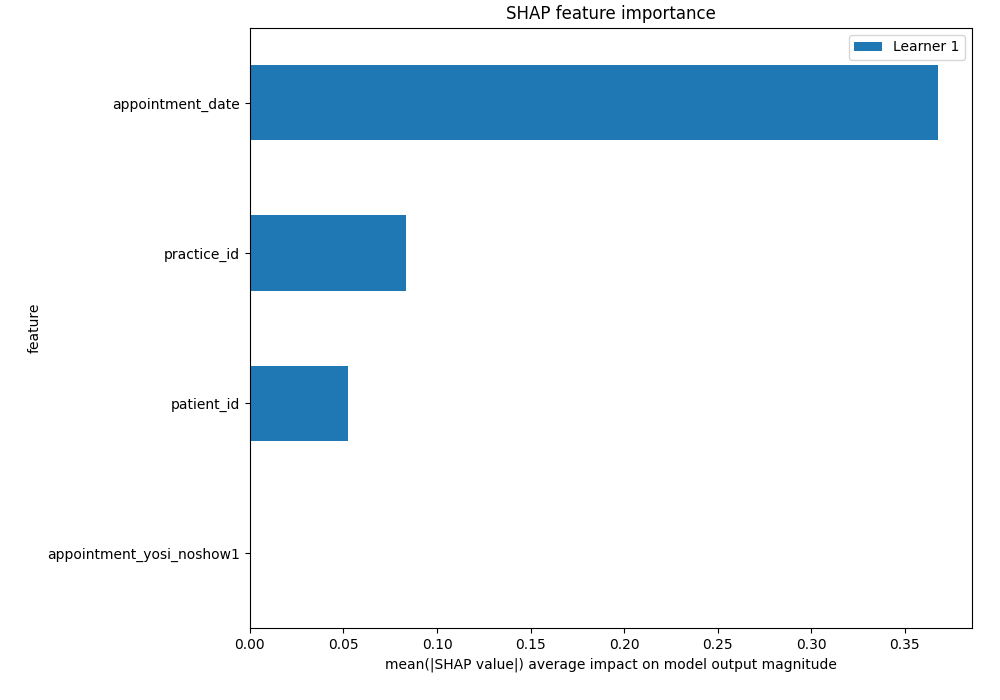 SHAP feature importance
Learner 1
appointment_date
practice_id
patient_id
appointment_yosi_noshow1
feature
0.00 0.05 0.10 0.15 0.20 0.25 0.30 0.35
mean(|SHAP value|) average impact on model output magnitude